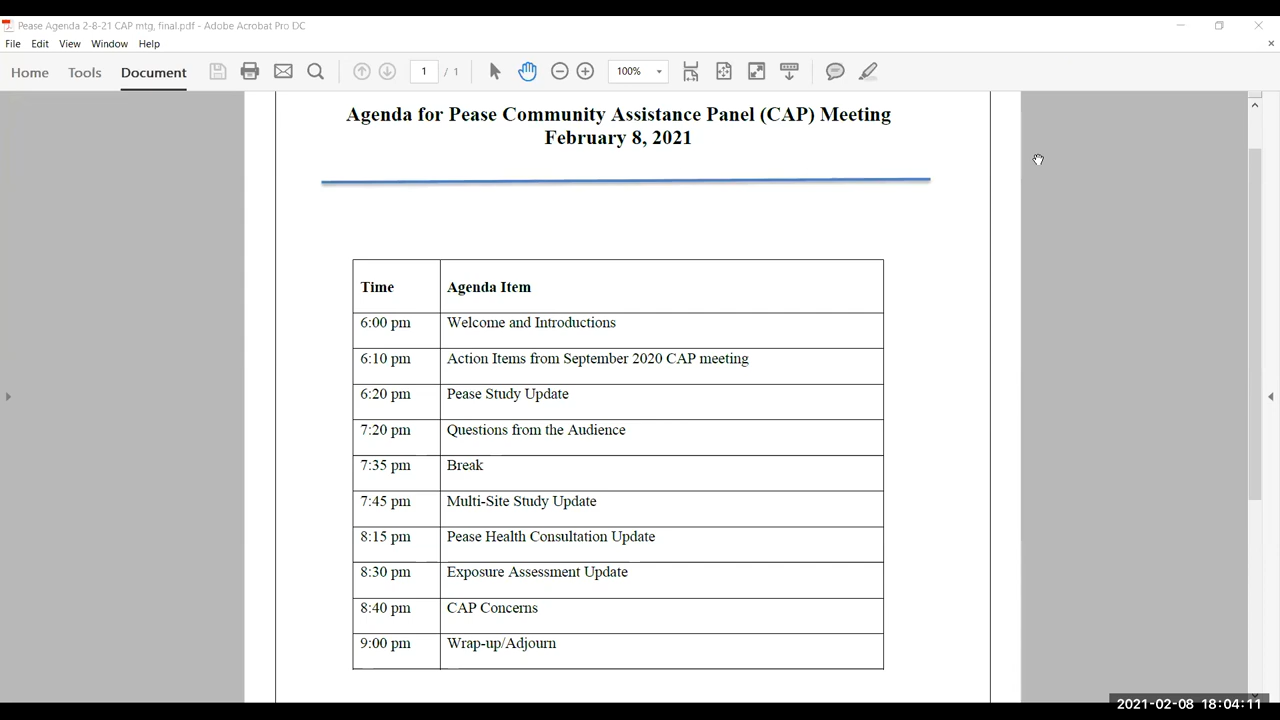 Pease Agenda 2-8-21 CAP mtg, final.pdf - Adobe Acrobat Pro DC
File Edit View Window Help
Home Tools Document 1 / 1 100%
Agenda for Pease Community Assistance Panel (CAP) Meeting
February 8, 2021
Time Agenda Item
6:00 pm Welcome and Introductions
6:10 pm Action Items from September 2020 CAP meeting
6:20 pm Pease Study Update
7:20 pm Questions from the Audience
7:35 pm Break
7:45 pm Multi-Site Study Update
8:15 pm Pease Health Consultation Update
8:30 pm Exposure Assessment Update
8:40 pm CAP Concerns
9:00 pm Wrap-up/Adjourn
2021-02-08 18:04:11